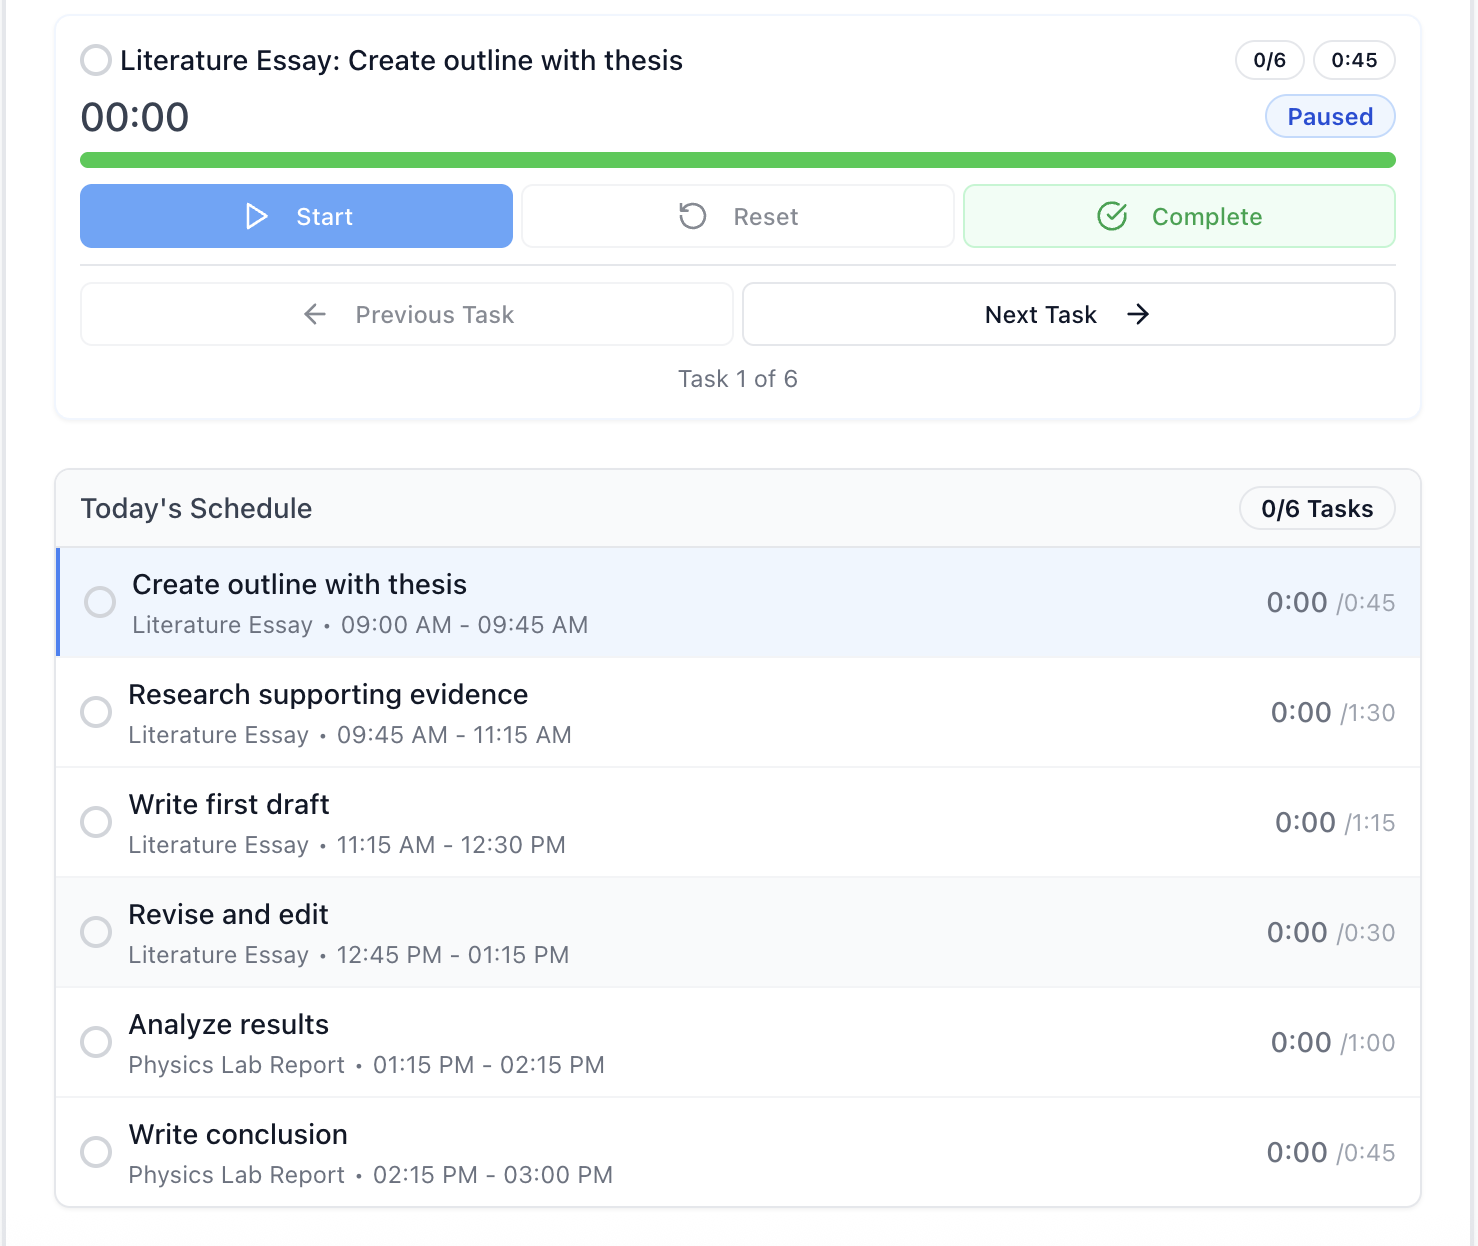 Literature Essay: Create outline with thesis 0/6 0:45
00:00 Paused
Start Reset Complete
Previous Task Next Task
Task 1 of 6
Today's Schedule 0/6 Tasks
Create outline with thesis
Literature Essay • 09:00 AM - 09:45 AM 0:00 /0:45
Research supporting evidence
Literature Essay • 09:45 AM - 11:15 AM 0:00 /1:30
Write first draft
Literature Essay • 11:15 AM - 12:30 PM 0:00 /1:15
Revise and edit
Literature Essay • 12:45 PM - 01:15 PM 0:00 /0:30
Analyze results
Physics Lab Report • 01:15 PM - 02:15 PM 0:00 /1:00
Write conclusion
Physics Lab Report • 02:15 PM - 03:00 PM 0:00 /0:45